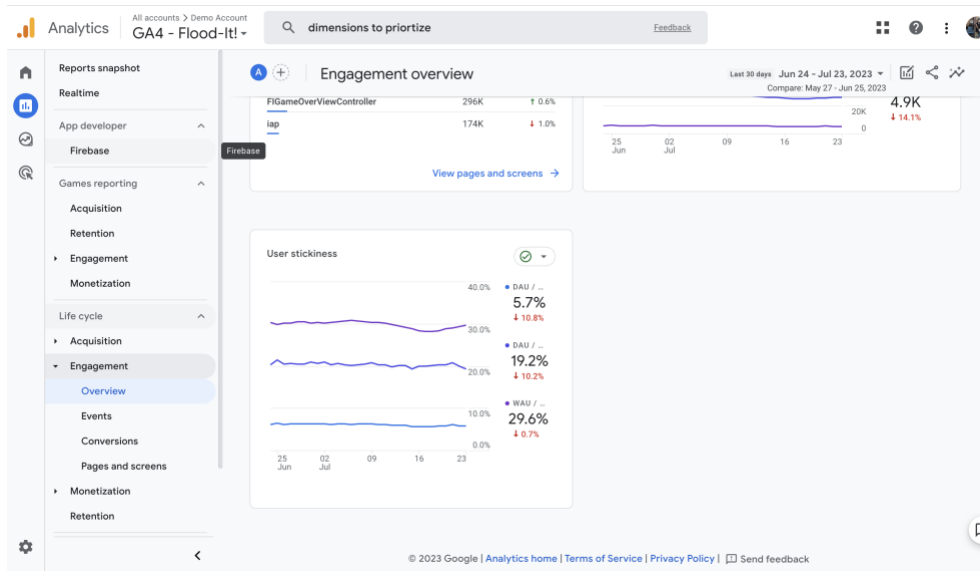 Analytics
All accounts > Demo Account
GA4 - Flood-It!
dimensions to priortize
Feedback
Reports snapshot
Realtime
App developer
Firebase
Games reporting
Acquisition
Retention
Engagement
Monetization
Life cycle
Acquisition
Engagement
Overview
Events
Conversions
Pages and screens
Monetization
Retention
Firebase
A
Engagement overview
Last 30 days Jun 24 - Jul 23, 2023
Compare: May 27 - Jun 25, 2023
FIGameOverViewController 296K ↑ 0.6%
iap 174K ↓ 1.0%
View pages and screens →
20K
0
25 Jun
02 Jul
09
16
23
4.9K
↓ 14.1%
User stickiness
40.0%
30.0%
20.0%
10.0%
0.0%
25 Jun
02 Jul
09
16
23
DAU / ...
5.7%
↓ 10.8%
DAU / ...
19.2%
↓ 10.2%
WAU / ...
29.6%
↓ 0.7%
© 2023 Google | Analytics home | Terms of Service | Privacy Policy | Send feedback